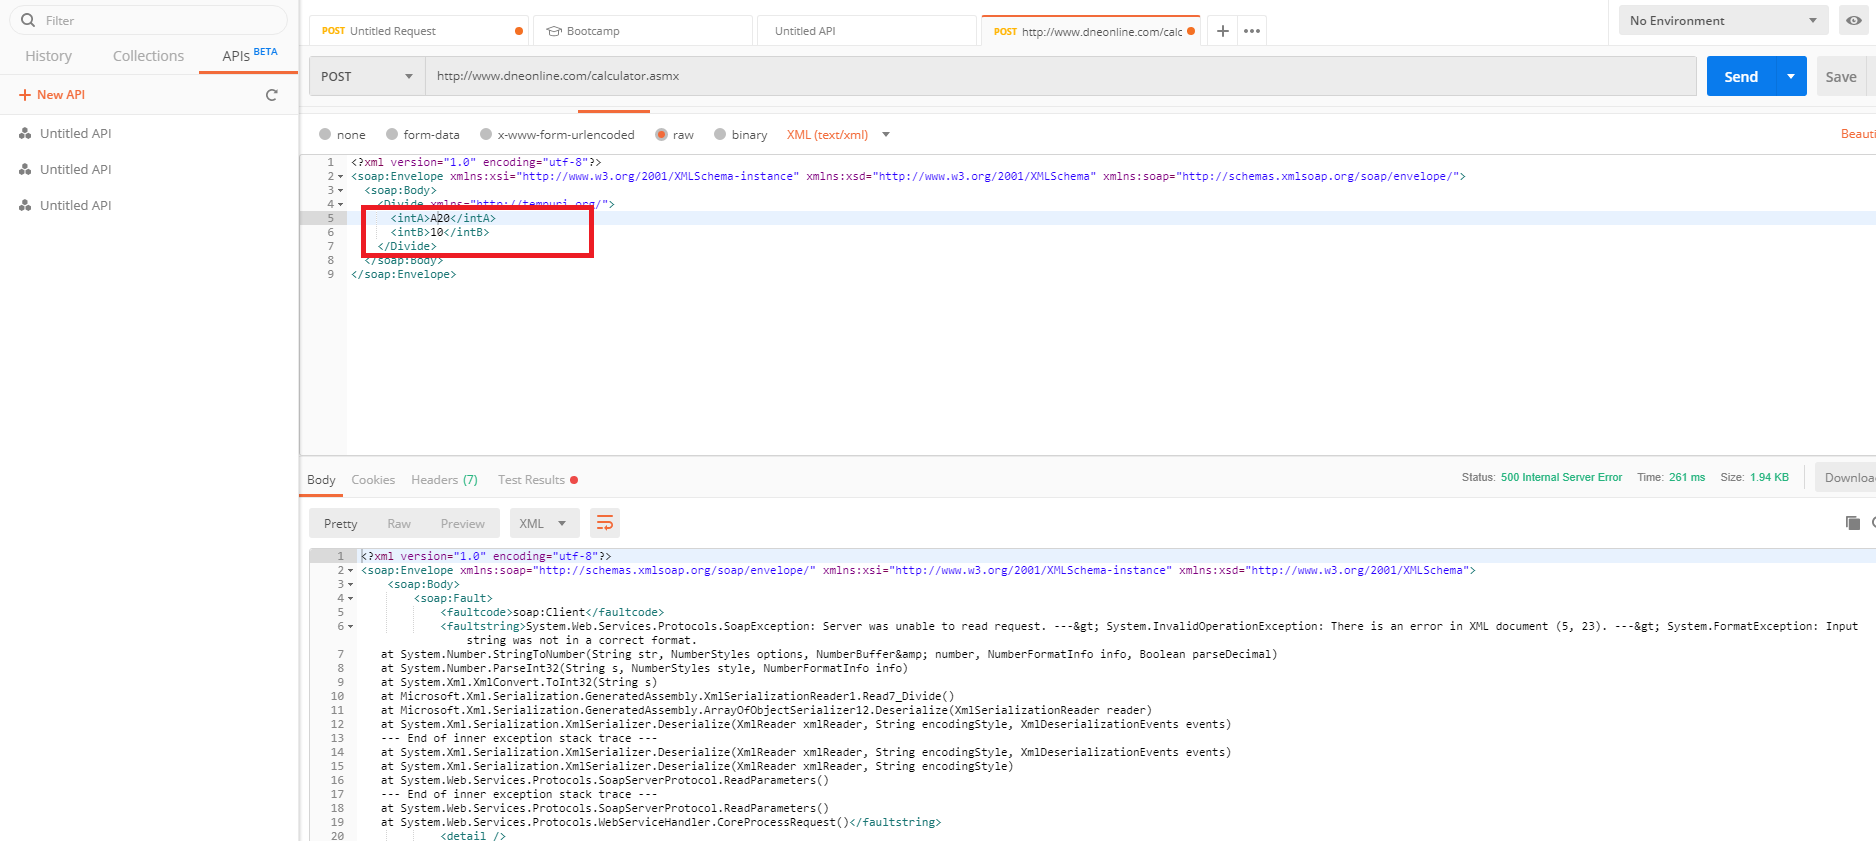 Filter
History Collections APIs BETA
+ New API
Untitled API
Untitled API
Untitled API
POST Untitled Request
Bootcamp
Untitled API
POST http://www.dneonline.com/calc
No Environment
POST http://www.dneonline.com/calculator.asmx
Send
Save
none form-data x-www-form-urlencoded raw binary XML (text/xml)
Beauti
1 <?xml version="1.0" encoding="utf-8"?>
2 <soap:Envelope xmlns:xsi="http://www.w3.org/2001/XMLSchema-instance" xmlns:xsd="http://www.w3.org/2001/XMLSchema" xmlns:soap="http://schemas.xmlsoap.org/soap/envelope/">
3 <soap:Body>
4 <Divide xmlns="http://tempuri.org/">
5 <intA>A20</intA>
6 <intB>10</intB>
7 </Divide>
8 </soap:Body>
9 </soap:Envelope>
Body Cookies Headers (7) Test Results
Status: 500 Internal Server Error Time: 261 ms Size: 1.94 KB
Downloa
Pretty Raw Preview XML
1 <?xml version="1.0" encoding="utf-8"?>
2 <soap:Envelope xmlns:soap="http://schemas.xmlsoap.org/soap/envelope/" xmlns:xsi="http://www.w3.org/2001/XMLSchema-instance" xmlns:xsd="http://www.w3.org/2001/XMLSchema">
3 <soap:Body>
4 <soap:Fault>
5 <faultcode>soap:Client</faultcode>
6 <faultstring>System.Web.Services.Protocols.SoapException: Server was unable to read request. ---&gt; System.InvalidOperationException: There is an error in XML document (5, 23). ---&gt; System.FormatException: Input
string was not in a correct format.
7 at System.Number.StringToNumber(String str, NumberStyles options, NumberBuffer&amp; number, NumberFormatInfo info, Boolean parseDecimal)
8 at System.Number.ParseInt32(String s, NumberStyles style, NumberFormatInfo info)
9 at System.Xml.XmlConvert.ToInt32(String s)
10 at Microsoft.Xml.Serialization.GeneratedAssembly.XmlSerializationReader1.Read7_Divide()
11 at Microsoft.Xml.Serialization.GeneratedAssembly.ArrayOfObjectSerializer12.Deserialize(XmlSerializationReader reader)
12 at System.Xml.Serialization.XmlSerializer.Deserialize(XmlReader xmlReader, String encodingStyle, XmlDeserializationEvents events)
13 --- End of inner exception stack trace ---
14 at System.Xml.Serialization.XmlSerializer.Deserialize(XmlReader xmlReader, String encodingStyle, XmlDeserializationEvents events)
15 at System.Xml.Serialization.XmlSerializer.Deserialize(XmlReader xmlReader, String encodingStyle)
16 at System.Web.Services.Protocols.SoapServerProtocol.ReadParameters()
17 --- End of inner exception stack trace ---
18 at System.Web.Services.Protocols.SoapServerProtocol.ReadParameters()
19 at System.Web.Services.Protocols.WebServiceHandler.CoreProcessRequest()</faultstring>
20 <detail />